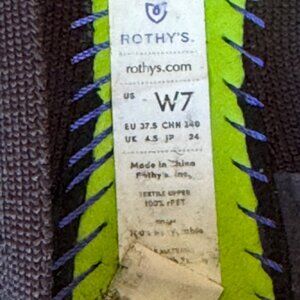 ROTHY'S.
rothys.com
US W7
EU 37.5 CHN 240
UK 4.5 JP 24
Made in China
Rothy's, Inc.
TEXTILE UPPER
100% rPET